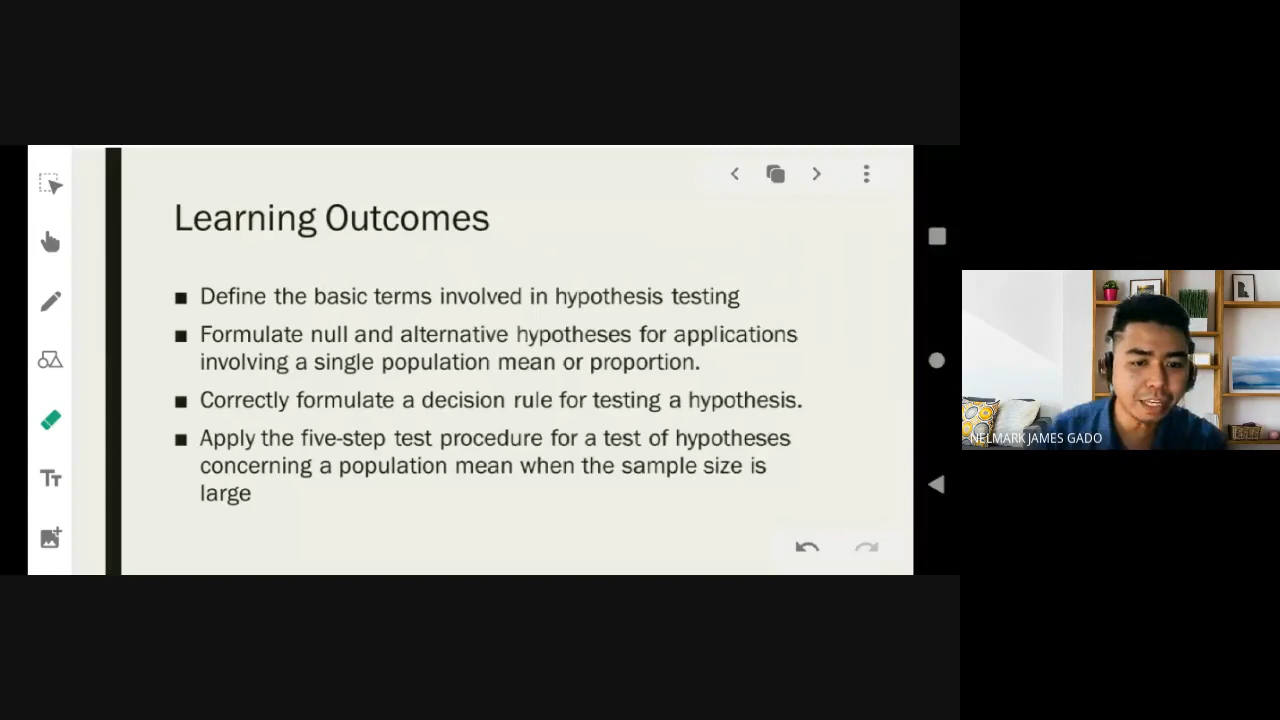 Learning Outcomes
■ Define the basic terms involved in hypothesis testing
■ Formulate null and alternative hypotheses for applications
involving a single population mean or proportion.
■ Correctly formulate a decision rule for testing a hypothesis.
■ Apply the five-step test procedure for a test of hypotheses
concerning a population mean when the sample size is
large
Tт
NELMARK JAMES GADO